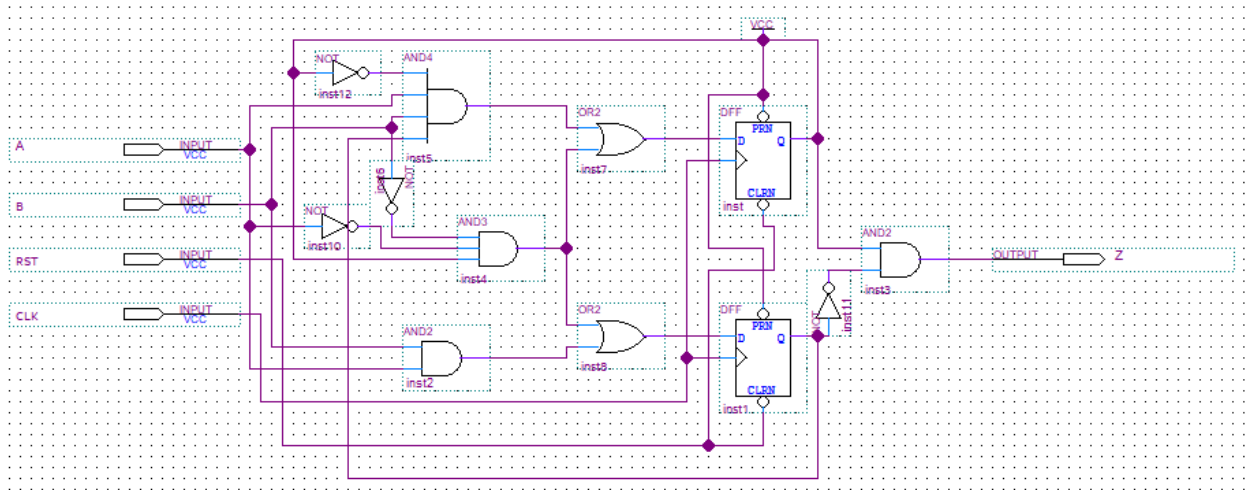 VCC
NOT
inst12
AND4
inst5
OR2
inst7
DFF
PRN
D
Q
CLRN
inst
A
INPUT
VCC
inst6
NOT
B
INPUT
VCC
NOT
inst10
AND3
inst4
AND2
inst3
OUTPUT
Z
RST
INPUT
VCC
CLK
INPUT
VCC
NOT
inst11
AND2
inst2
OR2
inst8
DFF
PRN
D
Q
CLRN
inst1